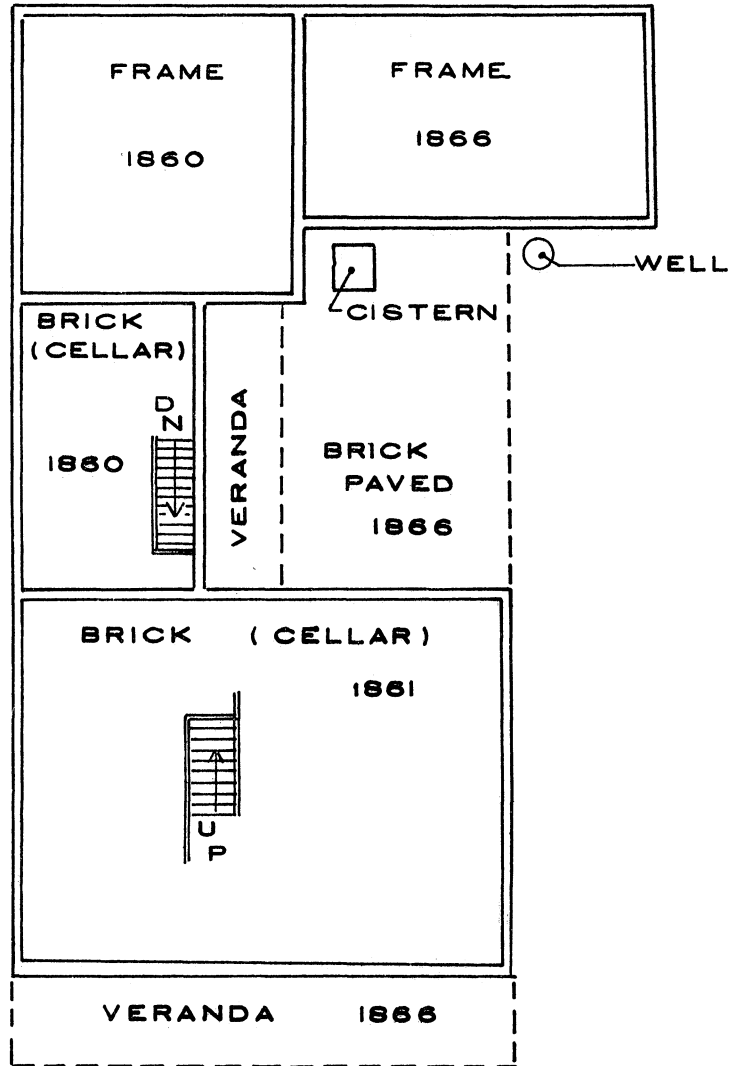 FRAME
1860
FRAME
1866
WELL
CISTERN
BRICK
(CELLAR)
1860
DN
VERANDA
BRICK
PAVED
1866
BRICK (CELLAR)
1861
UP
VERANDA 1866